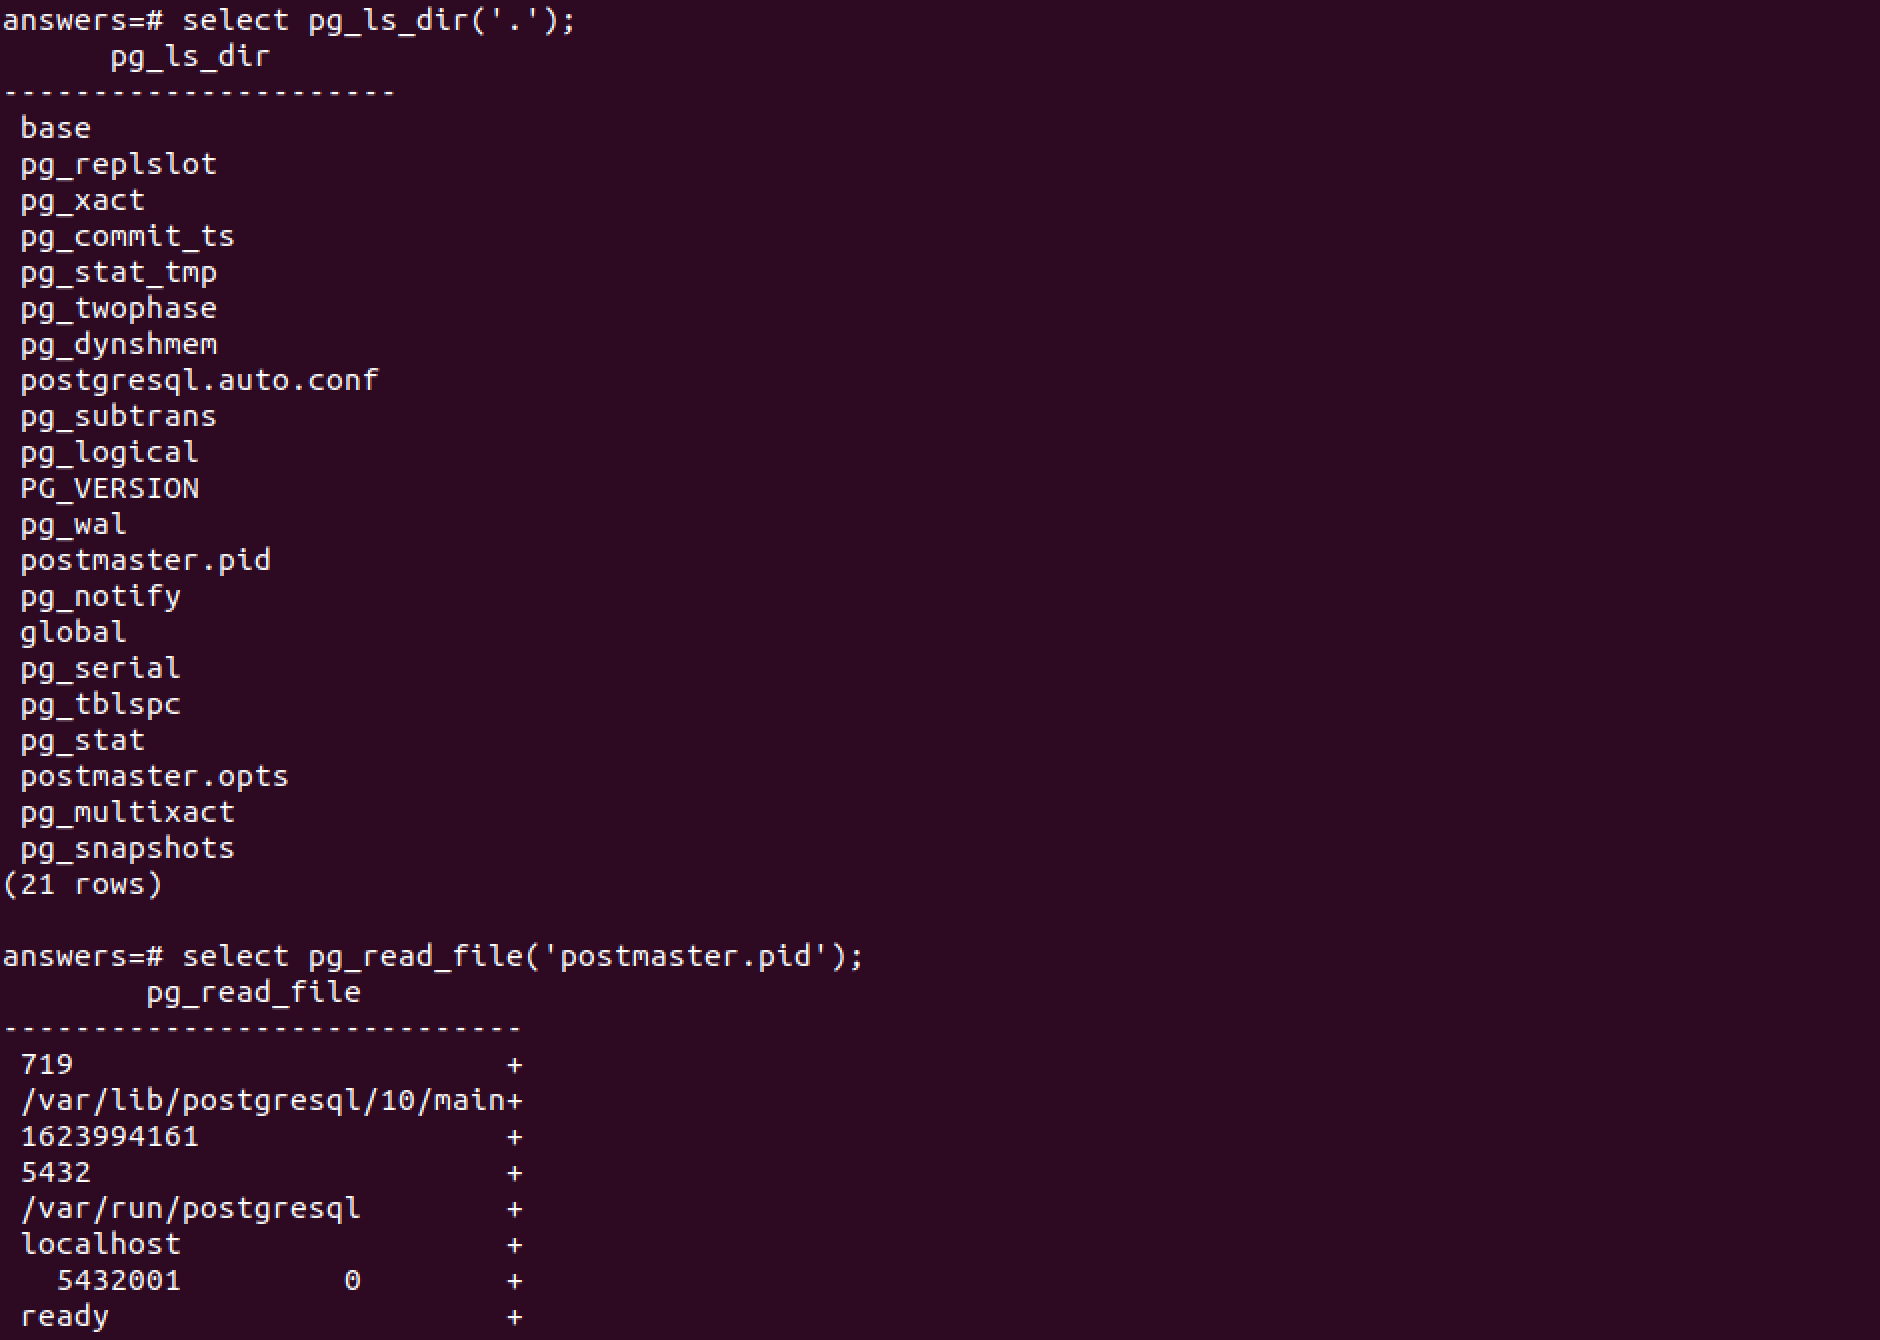 answers=# select pg_ls_dir('.');
      pg_ls_dir
----------------------
 base
 pg_replslot
 pg_xact
 pg_commit_ts
 pg_stat_tmp
 pg_twophase
 pg_dynshmem
 postgresql.auto.conf
 pg_subtrans
 pg_logical
 PG_VERSION
 pg_wal
 postmaster.pid
 pg_notify
 global
 pg_serial
 pg_tblspc
 pg_stat
 postmaster.opts
 pg_multixact
 pg_snapshots
(21 rows)

answers=# select pg_read_file('postmaster.pid');
        pg_read_file
-----------------------------
 719                        +
 /var/lib/postgresql/10/main+
 1623994161                 +
 5432                       +
 /var/run/postgresql        +
 localhost                  +
   5432001         0        +
 ready                      +